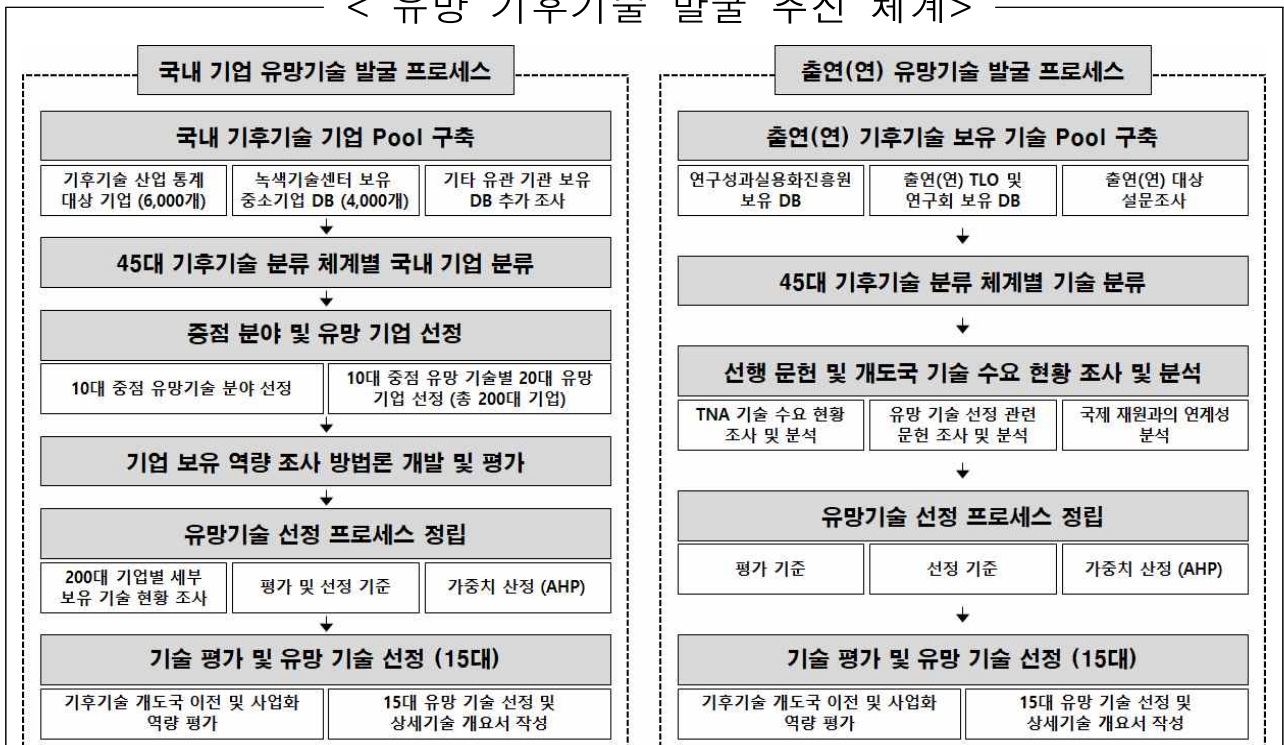 < 유망 기후기술 발굴 추진 체계>
국내 기업 유망기술 발굴 프로세스
국내 기후기술 기업 Pool 구축
기후기술 산업 통계
대상 기업 (6,000개)
녹색기술센터 보유
중소기업 DB (4,000개)
기타 유관 기관 보유
DB 추가 조사
45대 기후기술 분류 체계별 국내 기업 분류
중점 분야 및 유망 기업 선정
10대 중점 유망기술 분야 선정
10대 중점 유망 기술별 20대 유망
기업 선정 (총 200대 기업)
기업 보유 역량 조사 방법론 개발 및 평가
유망기술 선정 프로세스 정립
200대 기업별 세부
보유 기술 현황 조사
평가 및 선정 기준
가중치 산정 (AHP)
기술 평가 및 유망 기술 선정 (15대)
기후기술 개도국 이전 및 사업화
역량 평가
15대 유망 기술 선정 및
상세기술 개요서 작성
출연(연) 유망기술 발굴 프로세스
출연(연) 기후기술 보유 기술 Pool 구축
연구성과실용화진흥원
보유 DB
출연(연) TLO 및
연구회 보유 DB
출연(연) 대상
설문조사
45대 기후기술 분류 체계별 기술 분류
선행 문헌 및 개도국 기술 수요 현황 조사 및 분석
TNA 기술 수요 현황
조사 및 분석
유망 기술 선정 관련
문헌 조사 및 분석
국제 재원과의 연계성
분석
유망기술 선정 프로세스 정립
평가 기준
선정 기준
가중치 산정 (AHP)
기술 평가 및 유망 기술 선정 (15대)
기후기술 개도국 이전 및 사업화
역량 평가
15대 유망 기술 선정 및
상세기술 개요서 작성